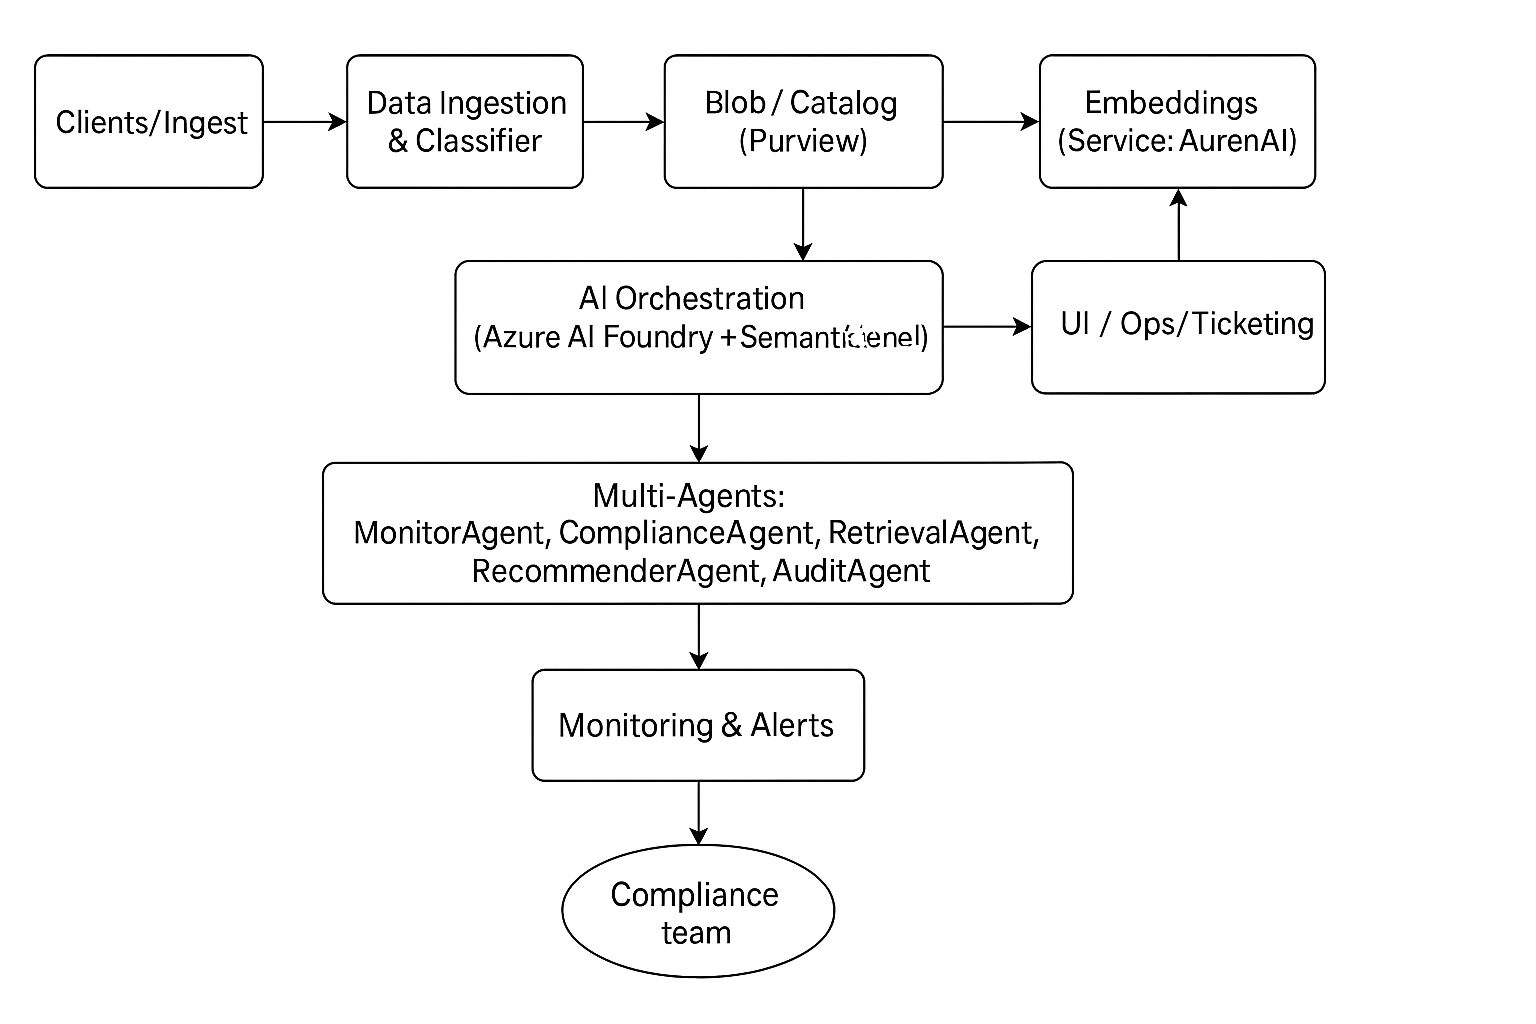 Clients/Ingest
Data Ingestion
& Classifier
Blob / Catalog
(Purview)
Embeddings
(Service: AurenAI)
AI Orchestration
(Azure AI Foundry +
UI / Ops/Ticketing
Multi-Agents:
MonitorAgent, ComplianceAgent, RetrievalAgent,
RecommenderAgent, AuditAgent
Monitoring & Alerts
Compliance
team